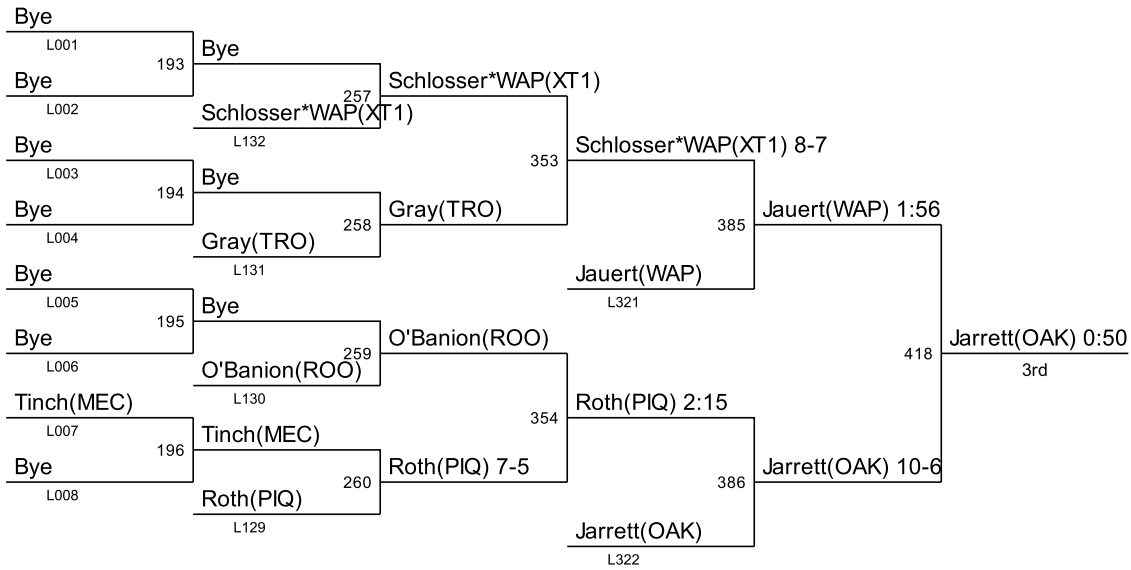 Bye
L001
193
Bye
Bye
L002
257
Schlosser*WAP(XT1)
Schlosser*WAP(XT1)
L132
Bye
L003
353
Schlosser*WAP(XT1) 8-7
194
Bye
Bye
L004
258
Gray(TRO)
385
Jauert(WAP) 1:56
Gray(TRO)
L131
Bye
L005
Jauert(WAP)
L321
195
Bye
Bye
L006
259
O'Banion(ROO)
418
Jarrett(OAK) 0:50
3rd
O'Banion(ROO)
L130
Tinch(MEC)
L007
354
Roth(PIQ) 2:15
196
Tinch(MEC)
Bye
L008
260
Roth(PIQ) 7-5
386
Jarrett(OAK) 10-6
Roth(PIQ)
L129
Jarrett(OAK)
L322